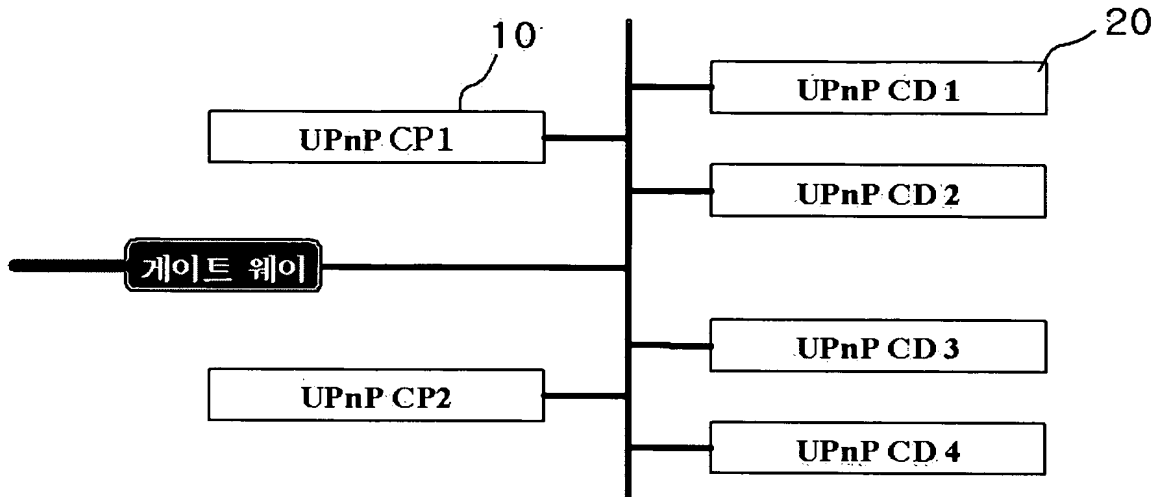 10
20
UPnP CD 1
UPnP CP1
UPnP CD 2
게이트 웨이
UPnP CD 3
UPnP CP2
UPnP CD 4